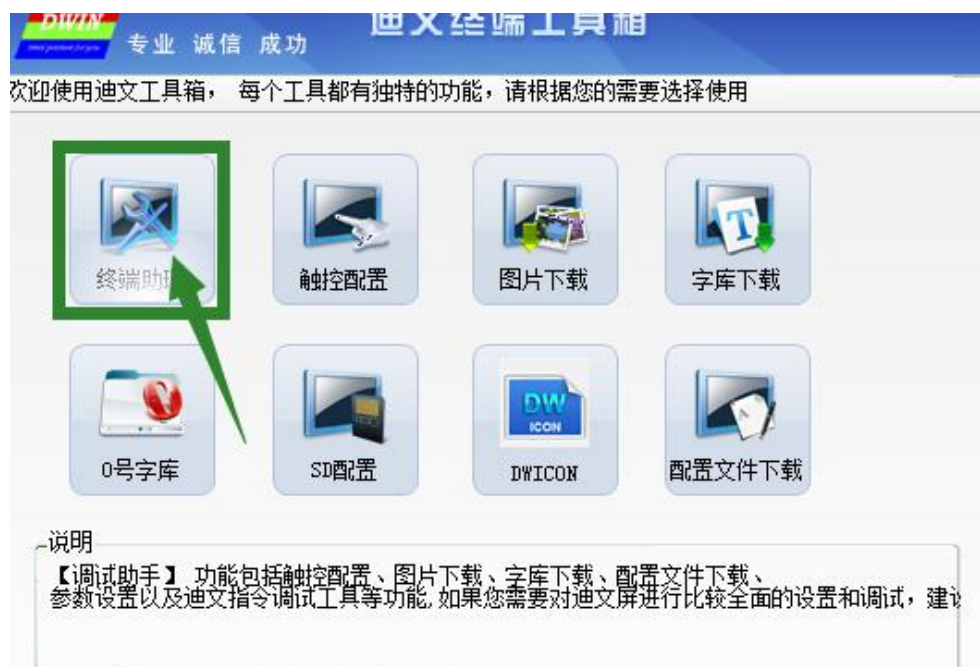 DWIN
专业 诚信 成功
迪文终端工具箱
欢迎使用迪文工具箱， 每个工具都有独特的功能，请根据您的需要选择使用
终端助
触控配置
图片下载
字库下载
T
0号字库
SD配置
DW
ICON
DWICON
配置文件下载
说明
【调试助手】 功能包括触控配置、图片下载、字库下载、配置文件下载、
参数设置以及迪文指令调试工具等功能,如果您需要对迪文屏进行比较全面的设置和调试，建